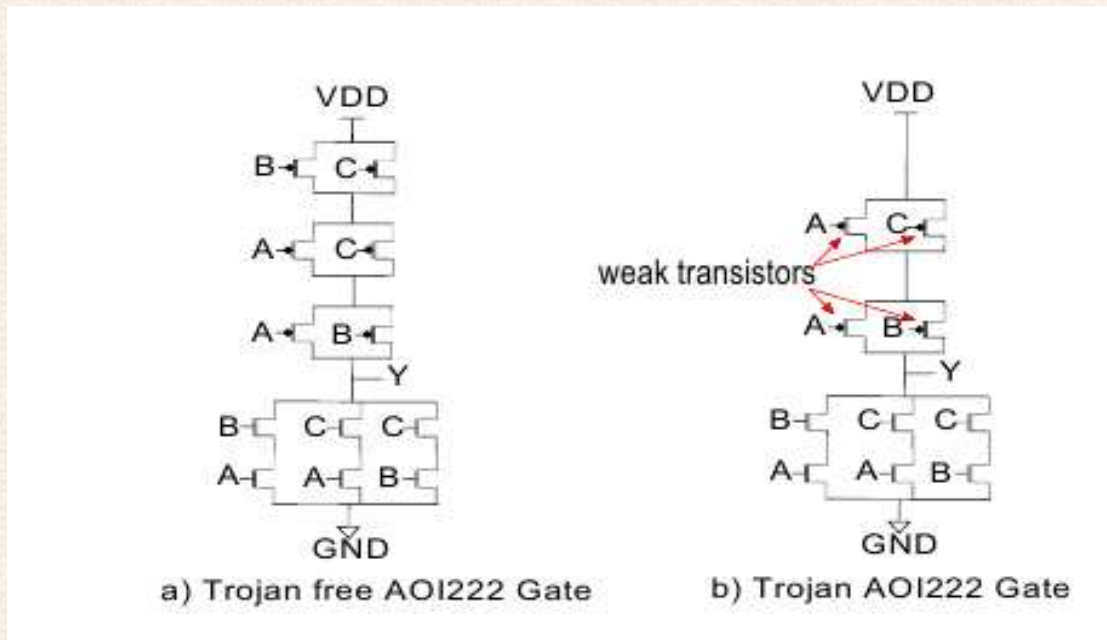 VDD
B C
A C
A B
Y
B C C
A A B
GND
a) Trojan free AOI222 Gate
VDD
A C
weak transistors
A B
Y
B C C
A A B
GND
b) Trojan AOI222 Gate